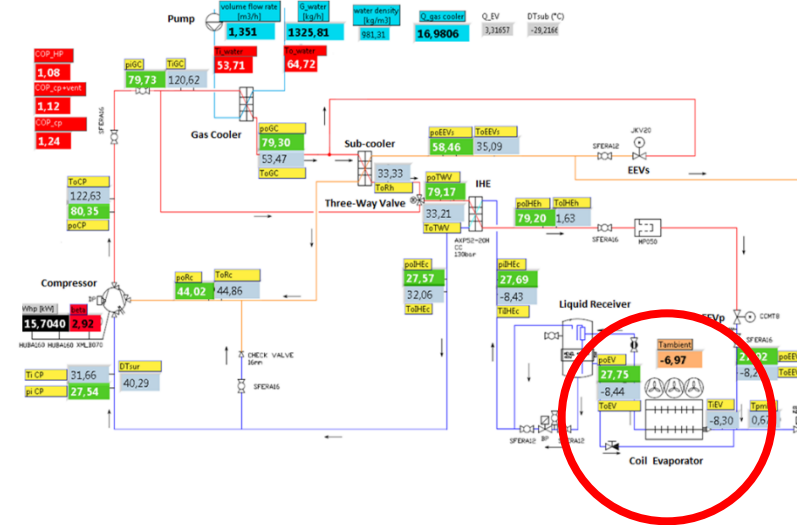 Pump
volume flow rate
[m3/h]
1,351
G_water
[kg/h]
1325,81
water density
[kg/m3]
981,31
Q_gas cooler
16,9806
Q_EV
3,31657
DTsub (°C)
Ti_water
53,71
To_water
64,72
COP_HP
1,08
COP_cp+vent
1,12
COP_cp
1,24
piGC
TiGC
79,73
120,62
SFERA16
Gas Cooler
poGC
79,30
53,47
ToGC
Sub-cooler
33,33
ToRh
Three-Way Valve
poEEVs
ToEEVs
58,46
35,09
SFERA12
JKV20
EEVs
poTWV
79,17
33,21
ToTWV
IHE
AXP52-20H
CC
130bar
poIHEh
ToIHEh
79,20
1,63
SFERA16
MP050
ToCP
122,63
80,35
poCP
Compressor
Whp [kW]
beta
15,7040
2,92
HUBA160
HUBA160
XML3070
DP
poRc
ToRc
44,02
44,86
CHECK VALVE
16mm
SFERA16
DTsur
40,29
Ti CP
31,66
pi CP
27,54
poIHEc
27,57
32,06
ToIHEc
piIHEc
27,69
-8,43
TiIHEc
Liquid Receiver
EEVp
CCMT8
SFERA16
Tambient
-6,97
poEV
27,75
-8,44
ToEV
TiEV
-8,30
SFERA12
BP
Coil Evaporator